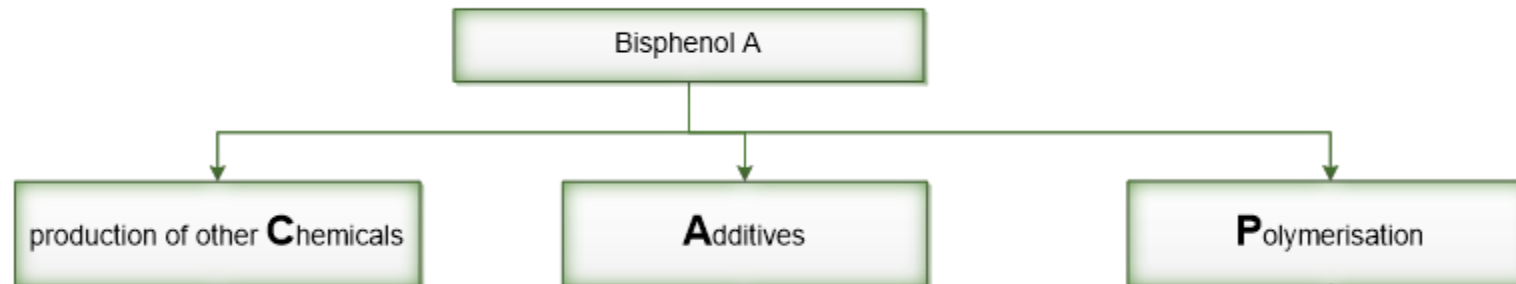 Bisphenol A
production of other Chemicals
Additives
Polymerisation